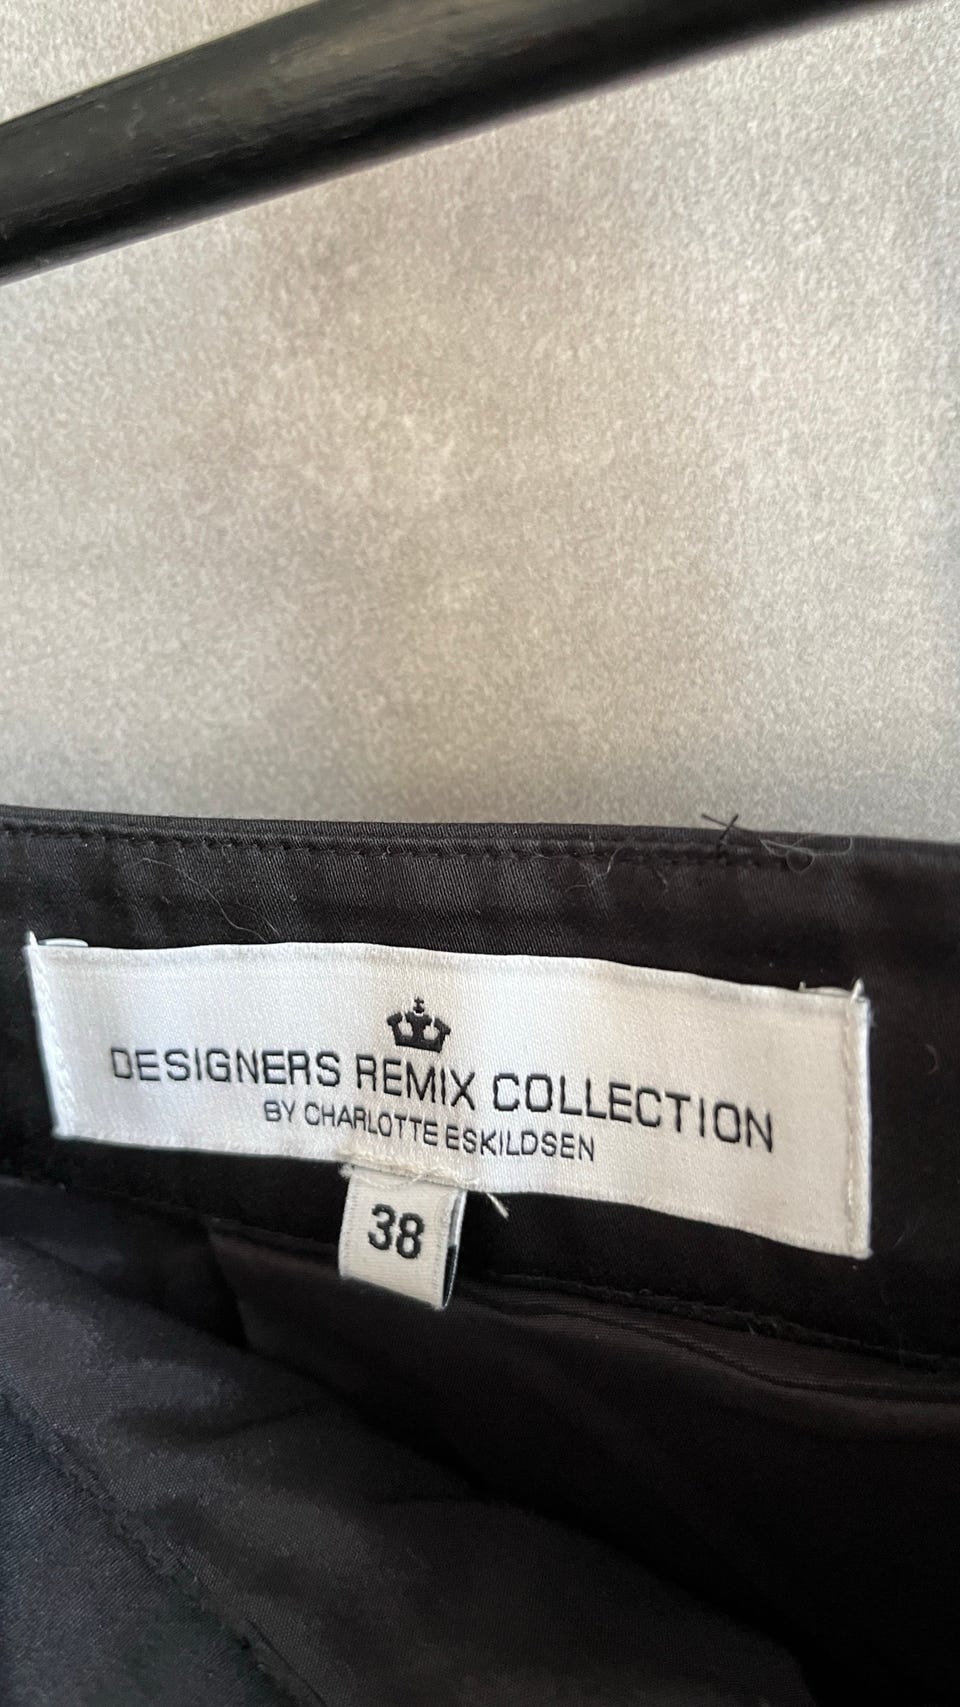 DESIGNERS REMIX COLLECTION
BY CHARLOTTE ESKILDSEN
38